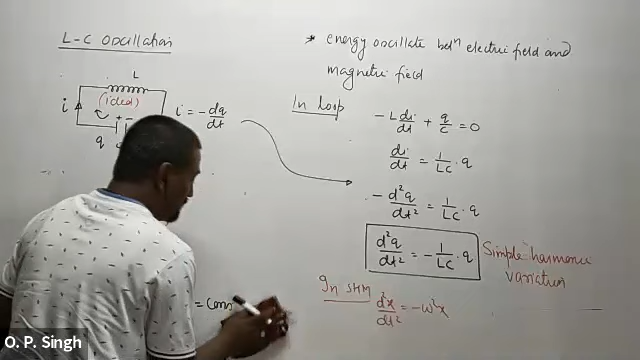 L-C Oscillation
L
(ideal)
i
+ -
q
i = -dq/dt
* energy oscillate betn electric field and
magnetic field
In loop
-L di/dt + q/c = 0
di/dt = 1/LC . q
-d²q/dt² = 1/LC . q
d²q/dt² = -1/LC . q
Simple harmonic
variation
In SHM d²x/dt² = -ω²x
= Con
O. P. Singh